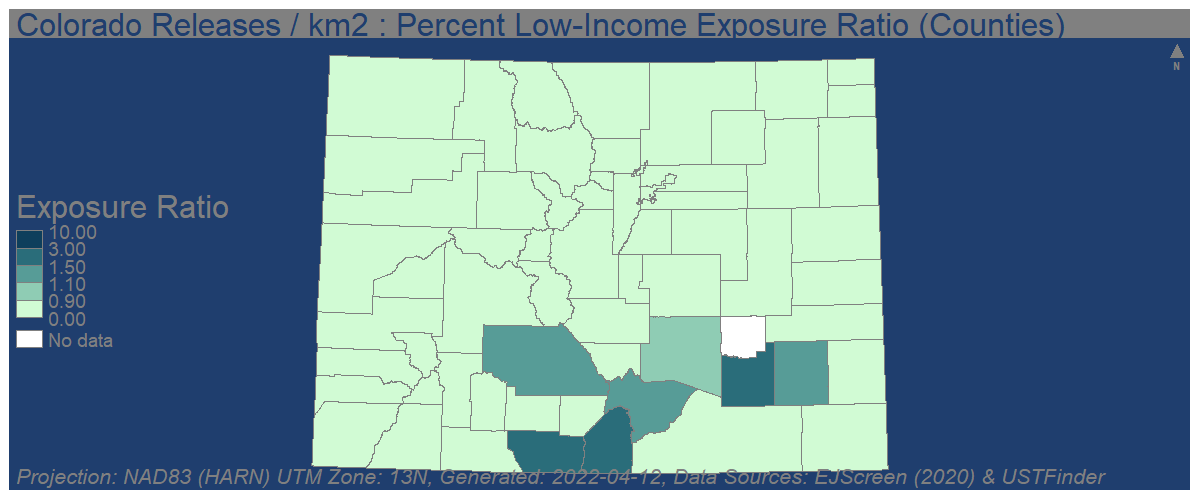 Colorado Releases / km2 : Percent Low-Income Exposure Ratio (Counties)
N
Exposure Ratio
10.00
3.00
1.50
1.10
0.90
0.00
No data
Projection: NAD83 (HARN) UTM Zone: 13N, Generated: 2022-04-12, Data Sources: EJScreen (2020) & USTFinder